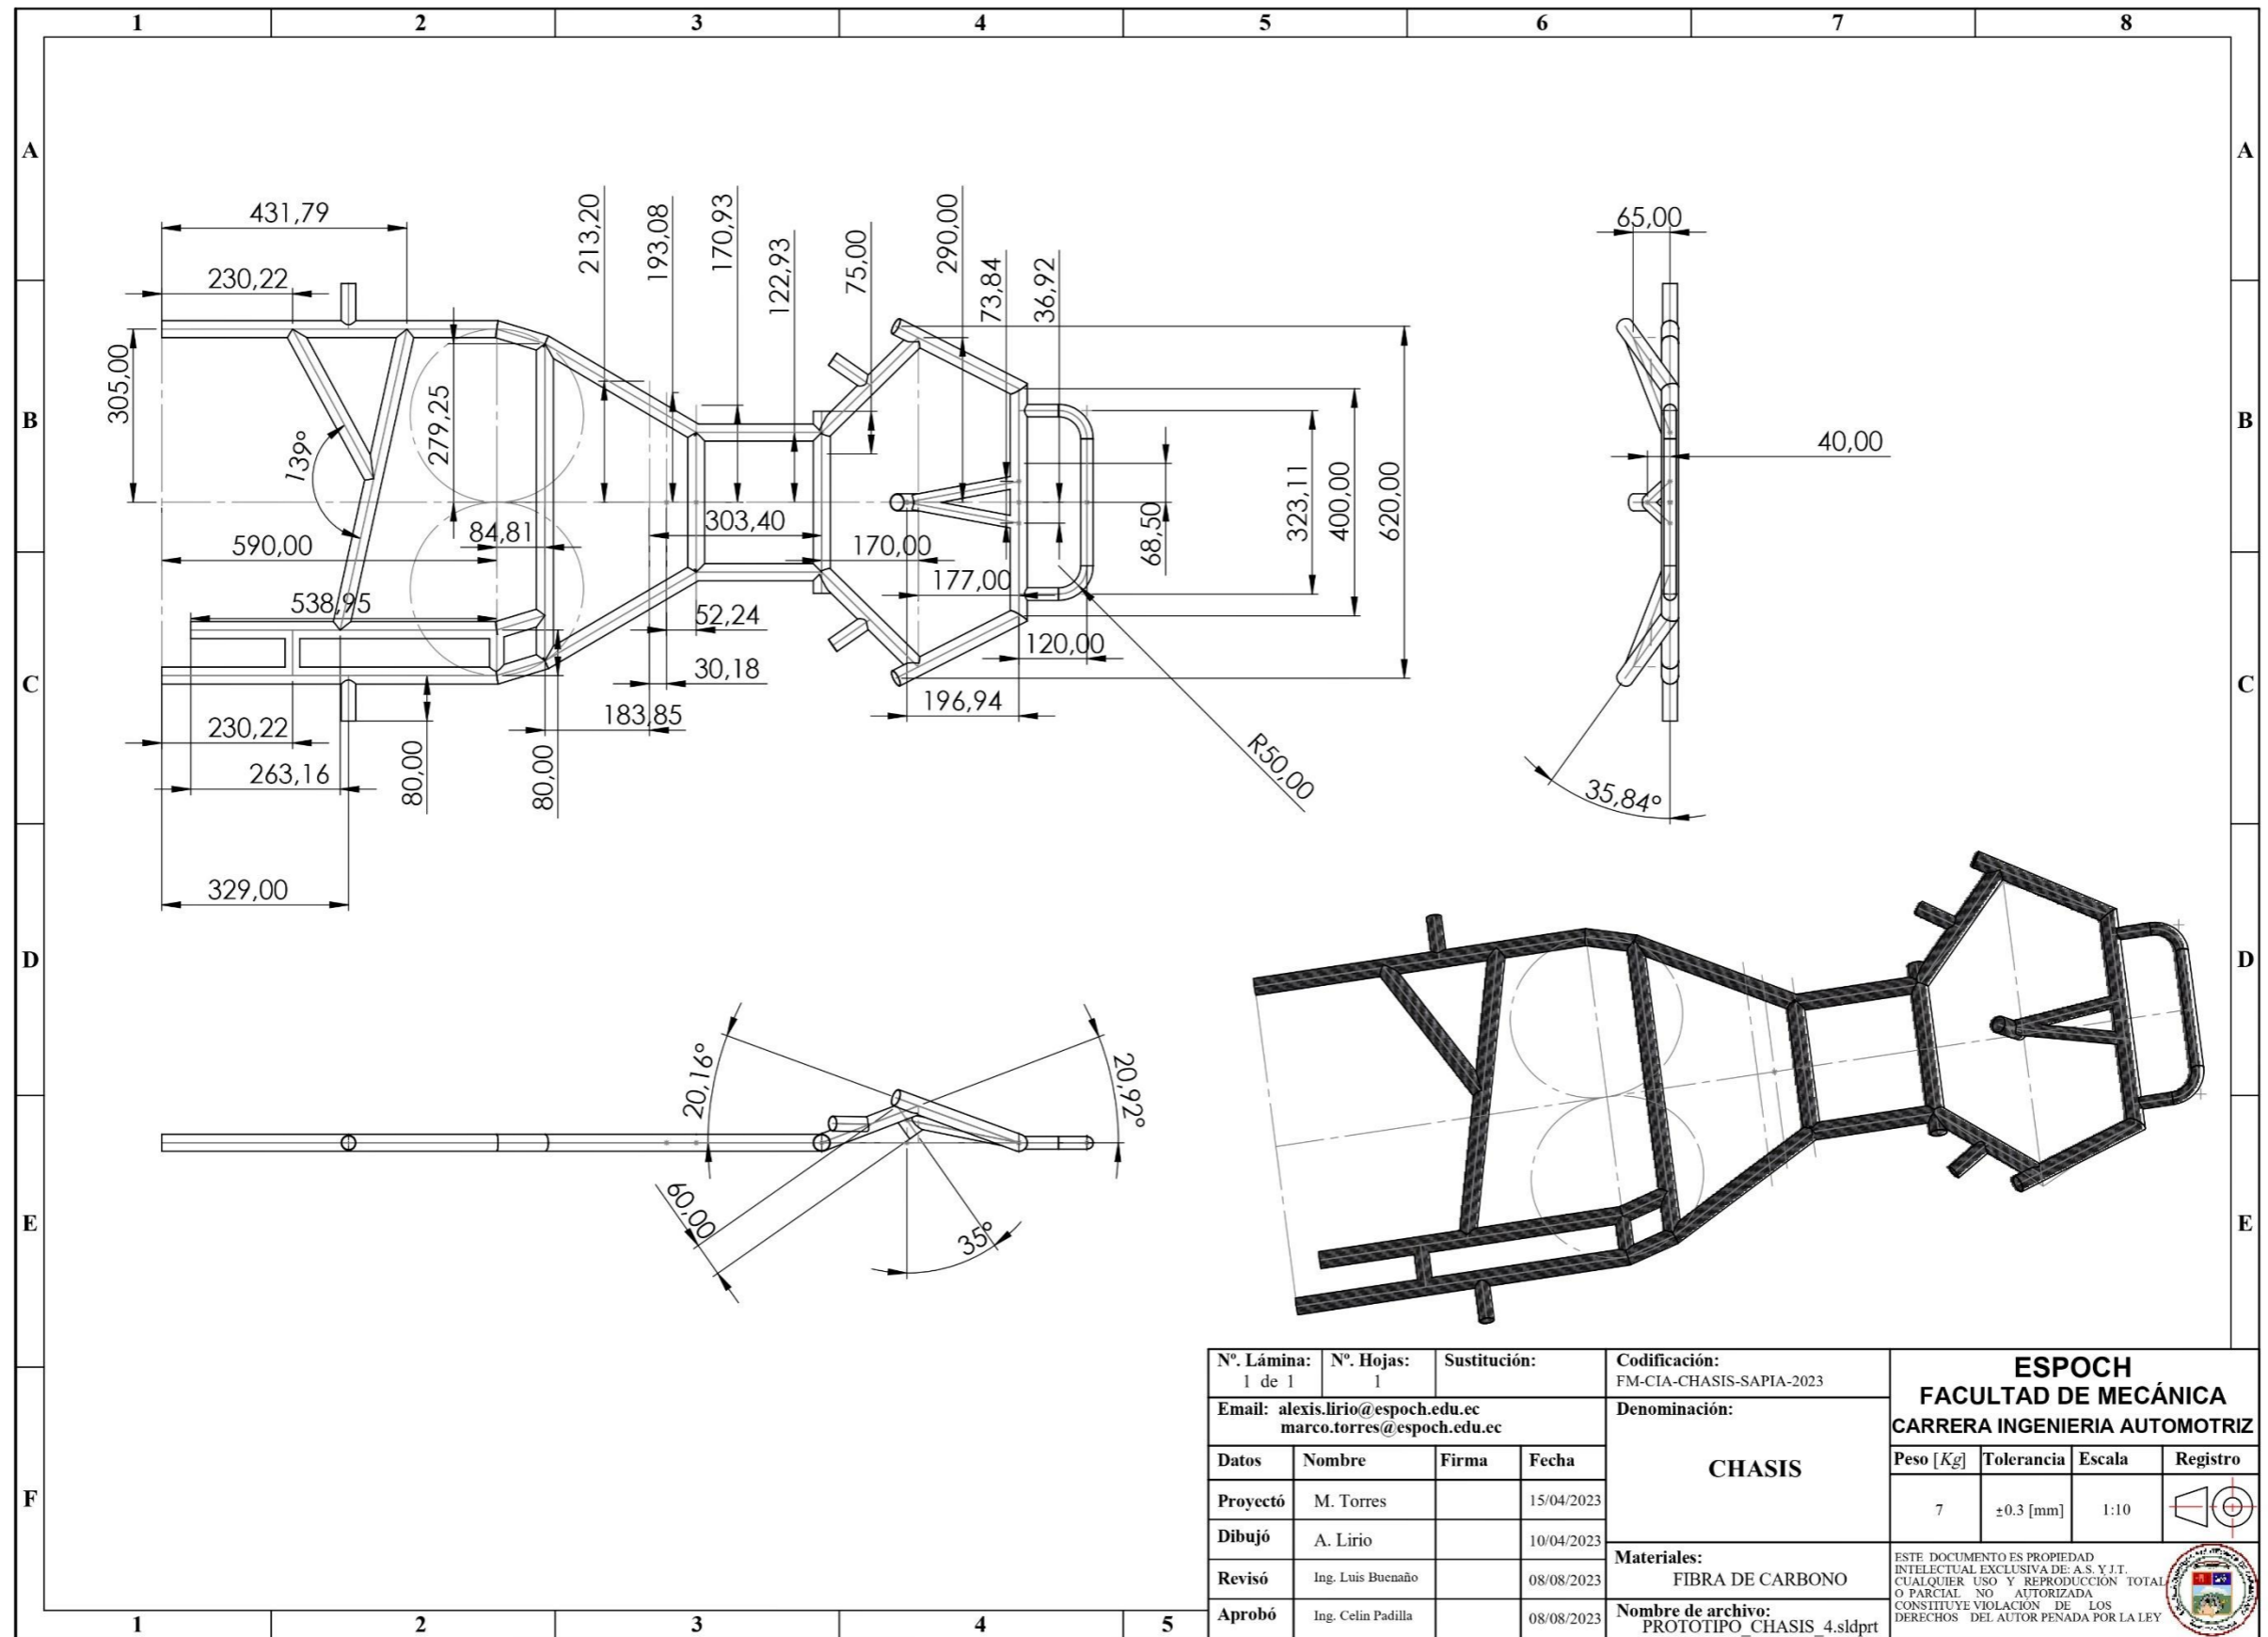 1 2 3 4 5 6 7 8
A A
B B
C C
D D
E E
F
1 2 3 4 5
431,79
230,22
305,00
139°
279,25
590,00
84,81
538,95
230,22
263,16
329,00
80,00
80,00
183,85
30,18
52,24
303,40
213,20
193,08
170,93
122,93
75,00
290,00
73,84
36,92
170,00
177,00
196,94
120,00
68,50
323,11
400,00
620,00
R50,00
65,00
40,00
35,84°
20,16°
20,92°
60,00
35°
Nº. Lámina:
1 de 1
Nº. Hojas:
1
Sustitución:
Codificación:
FM-CIA-CHASIS-SAPIA-2023
ESPOCH
FACULTAD DE MECÁNICA
CARRERA INGENIERIA AUTOMOTRIZ
Email: alexis.lirio@espoch.edu.ec
marco.torres@espoch.edu.ec
Denominación:
CHASIS
Datos Nombre Firma Fecha
Proyectó M. Torres 15/04/2023
Dibujó A. Lirio 10/04/2023
Revisó Ing. Luis Buenaño 08/08/2023
Aprobó Ing. Celin Padilla 08/08/2023
Peso [Kg] Tolerancia Escala Registro
7 ±0.3 [mm] 1:10
Materiales:
FIBRA DE CARBONO
Nombre de archivo:
PROTOTIPO_CHASIS_4.sldprt
ESTE DOCUMENTO ES PROPIEDAD
INTELECTUAL EXCLUSIVA DE: A.S. Y J.T.
CUALQUIER USO Y REPRODUCCIÓN TOTAL
O PARCIAL NO AUTORIZADA
CONSTITUYE VIOLACIÓN DE LOS
DERECHOS DEL AUTOR PENADA POR LA LEY